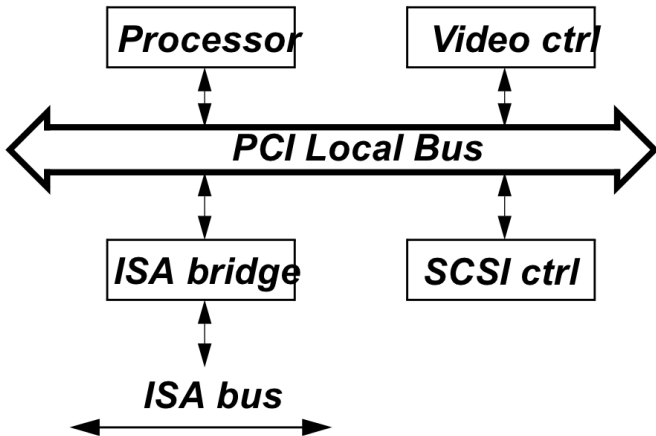 Processor
Video ctrl
PCI Local Bus
ISA bridge
SCSI ctrl
ISA bus